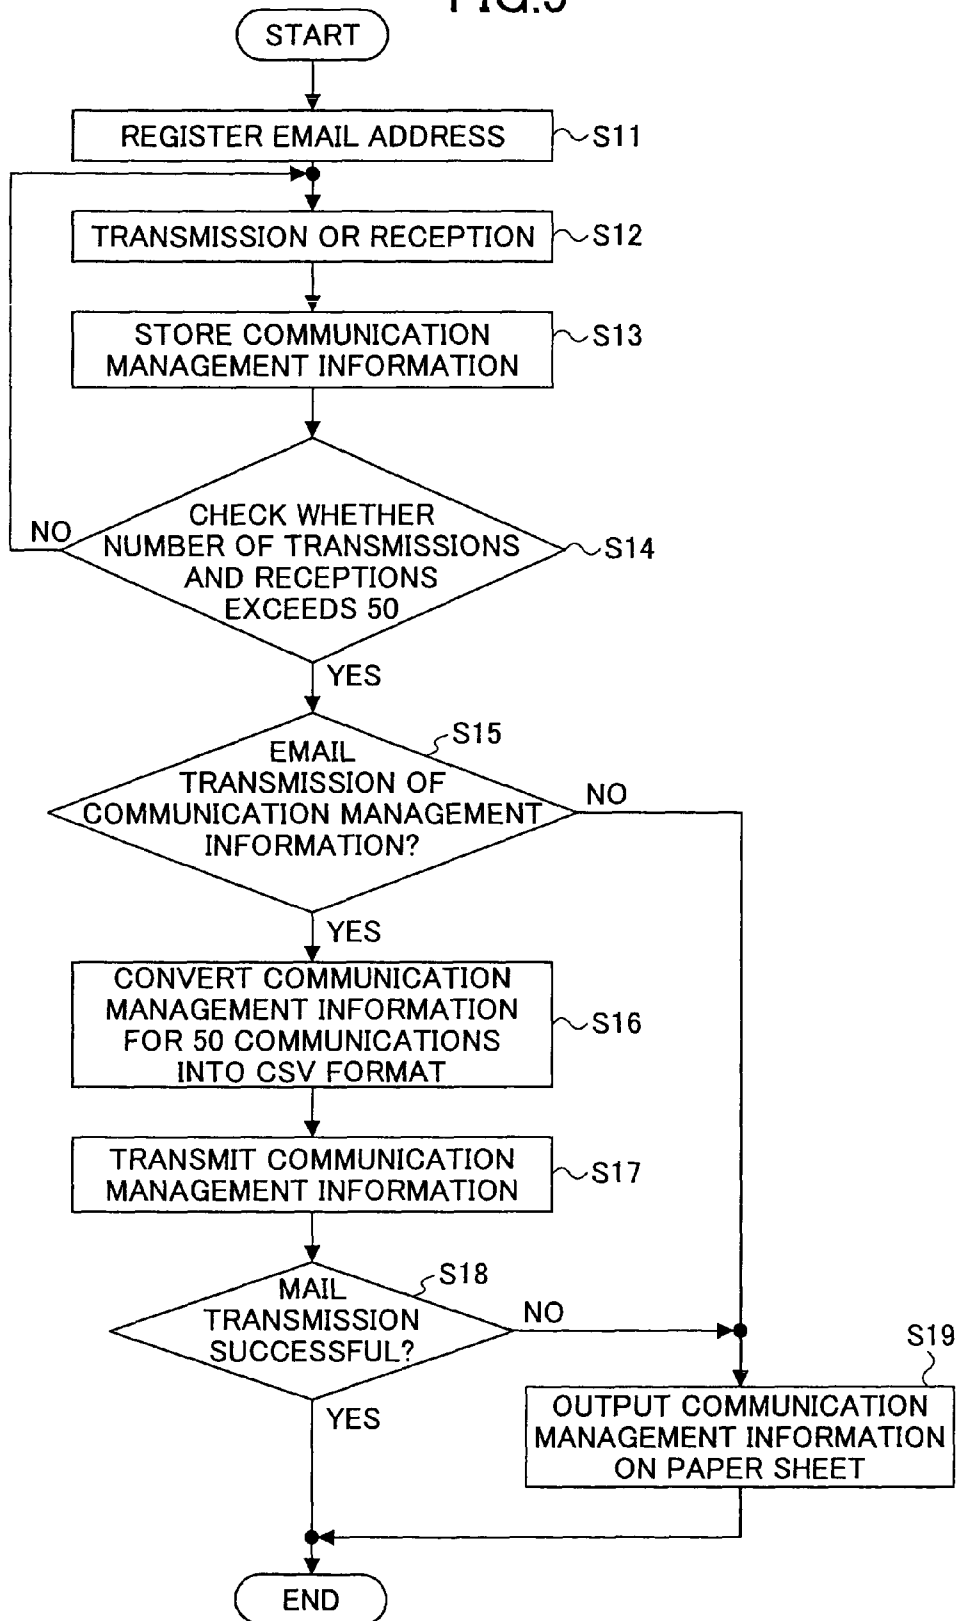 START
REGISTER EMAIL ADDRESS
S11
TRANSMISSION OR RECEPTION
S12
STORE COMMUNICATION
MANAGEMENT INFORMATION
S13
CHECK WHETHER
NUMBER OF TRANSMISSIONS
AND RECEPTIONS
EXCEEDS 50
S14
NO
YES
S15
EMAIL
TRANSMISSION OF
COMMUNICATION MANAGEMENT
INFORMATION?
NO
YES
CONVERT COMMUNICATION
MANAGEMENT INFORMATION
FOR 50 COMMUNICATIONS
INTO CSV FORMAT
S16
TRANSMIT COMMUNICATION
MANAGEMENT INFORMATION
S17
S18
MAIL
TRANSMISSION
SUCCESSFUL?
NO
YES
S19
OUTPUT COMMUNICATION
MANAGEMENT INFORMATION
ON PAPER SHEET
END